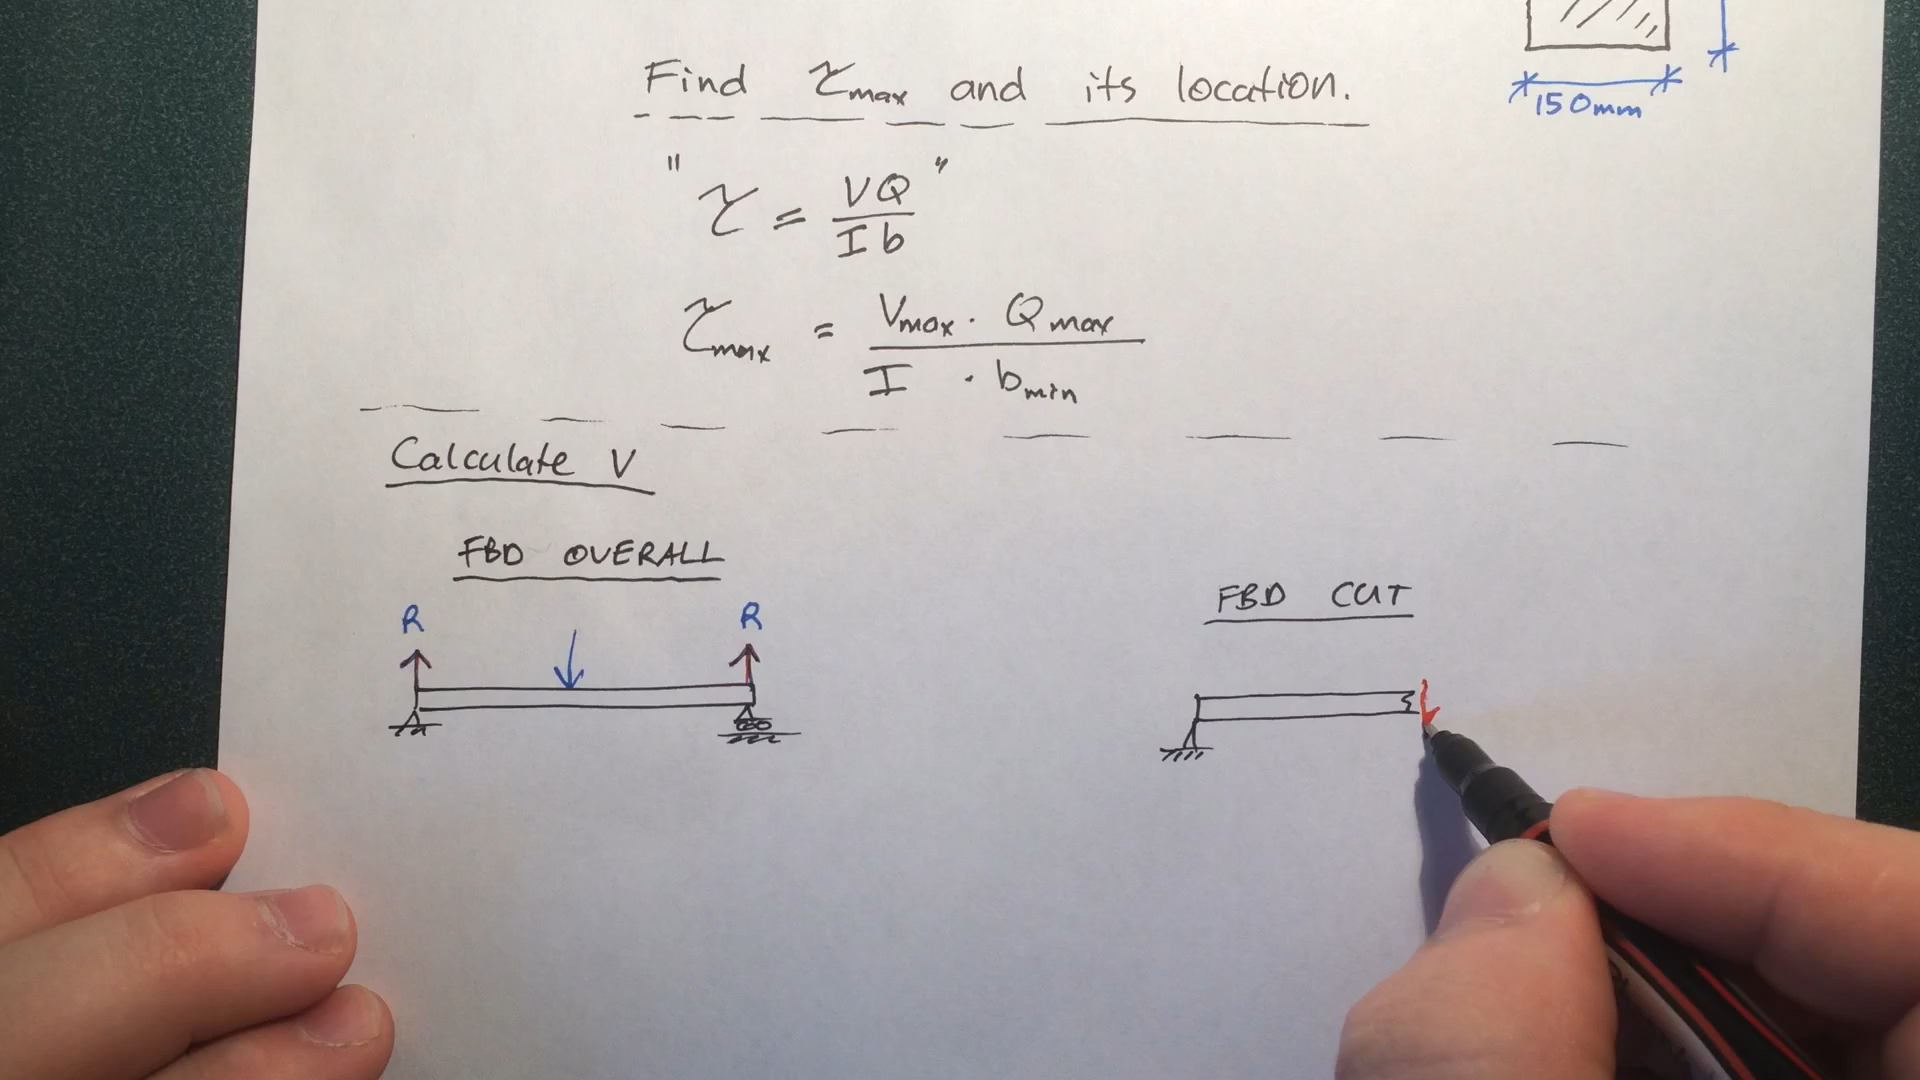 Find τmax and its location.
150mm
" τ = VQ / Ib "
τmax = Vmax · Qmax / I · bmin
Calculate V
FBD OVERALL
FBD CUT
R R